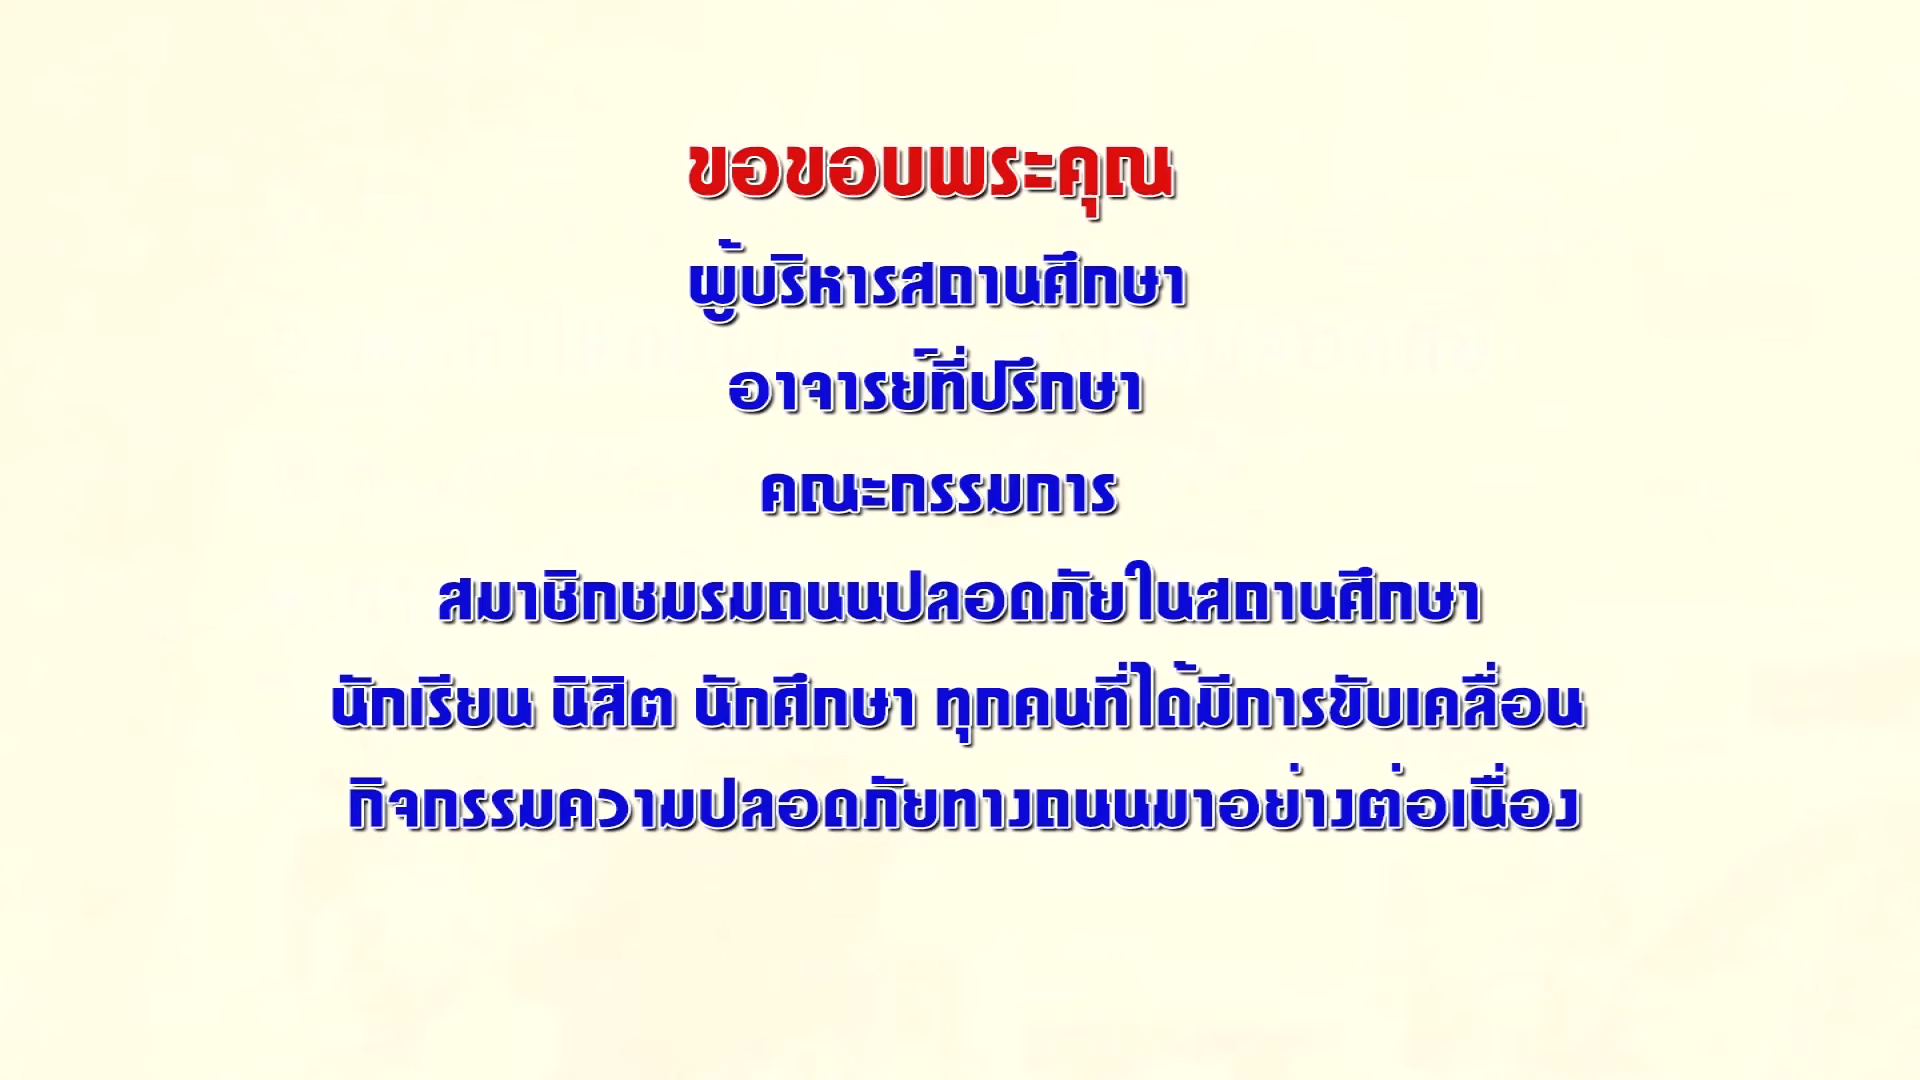 ขอขอบพระคุณ
ผู้บริหารสถานศึกษา
อาจารย์ที่ปรึกษา
คณะกรรมการ
สมาชิกชมรมถนนปลอดภัยในสถานศึกษา
นักเรียน นิสิต นักศึกษา ทุกคนที่ได้มีการขับเคลื่อน
กิจกรรมความปลอดภัยทางถนนมาอย่างต่อเนื่อง